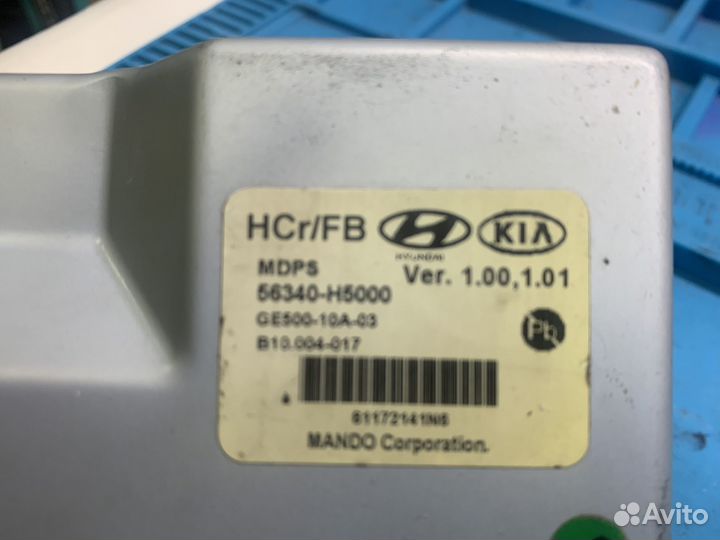 HCr/FB
HYUNDAI
KIA
MDPS
Ver. 1.00,1.01
56340-H5000
GE500-10A-03
Pb
B10.004-017
61172141N6
MANDO Corporation.
Avito